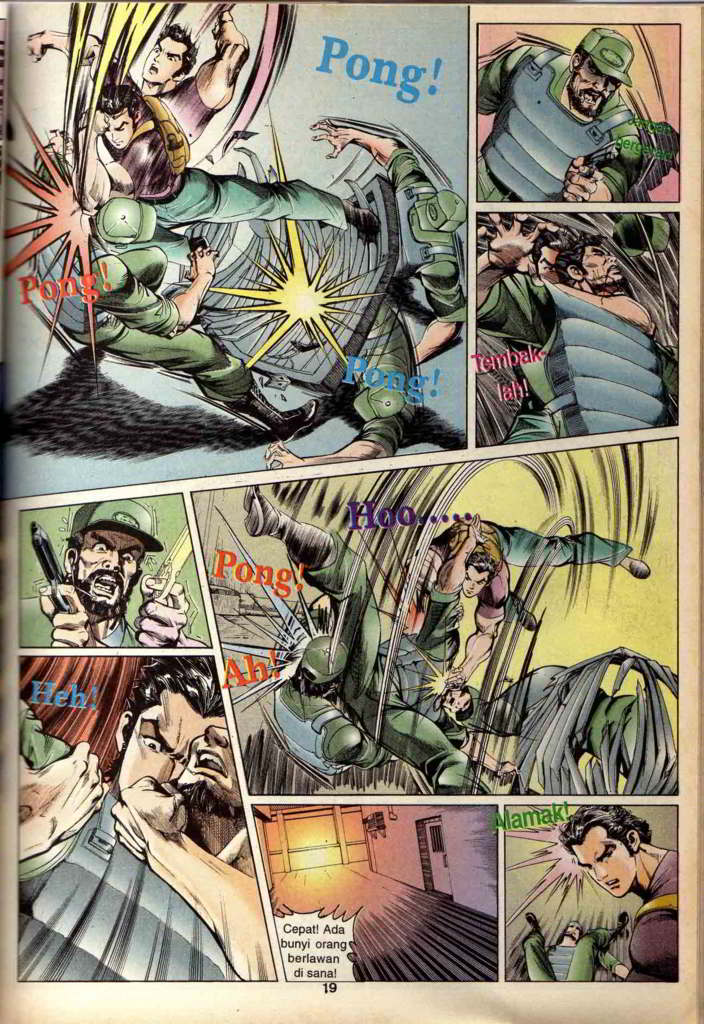 Pong!
Pong!
Pong!
Tembak-
lah!
Hoo......
Pong!
Ah!
Heh!
Cepat! Ada
bunyi orang
berlawan
di sana!
Alamak!
19